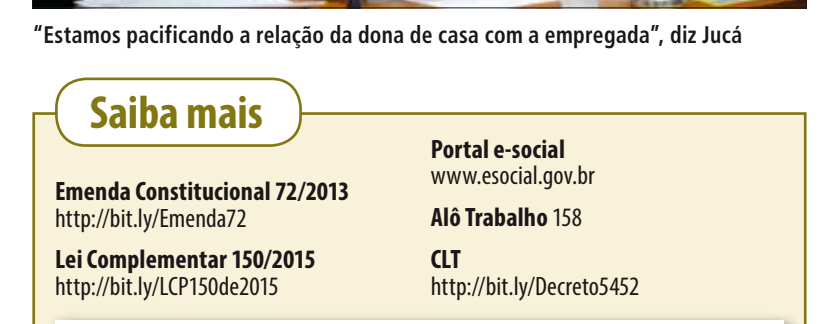 “Estamos pacificando a relação da dona de casa com a empregada”, diz Jucá
Saiba mais
Emenda Constitucional 72/2013
http://bit.ly/Emenda72
Lei Complementar 150/2015
http://bit.ly/LCP150de2015
Portal e-social
www.esocial.gov.br
Alô Trabalho 158
CLT
http://bit.ly/Decreto5452